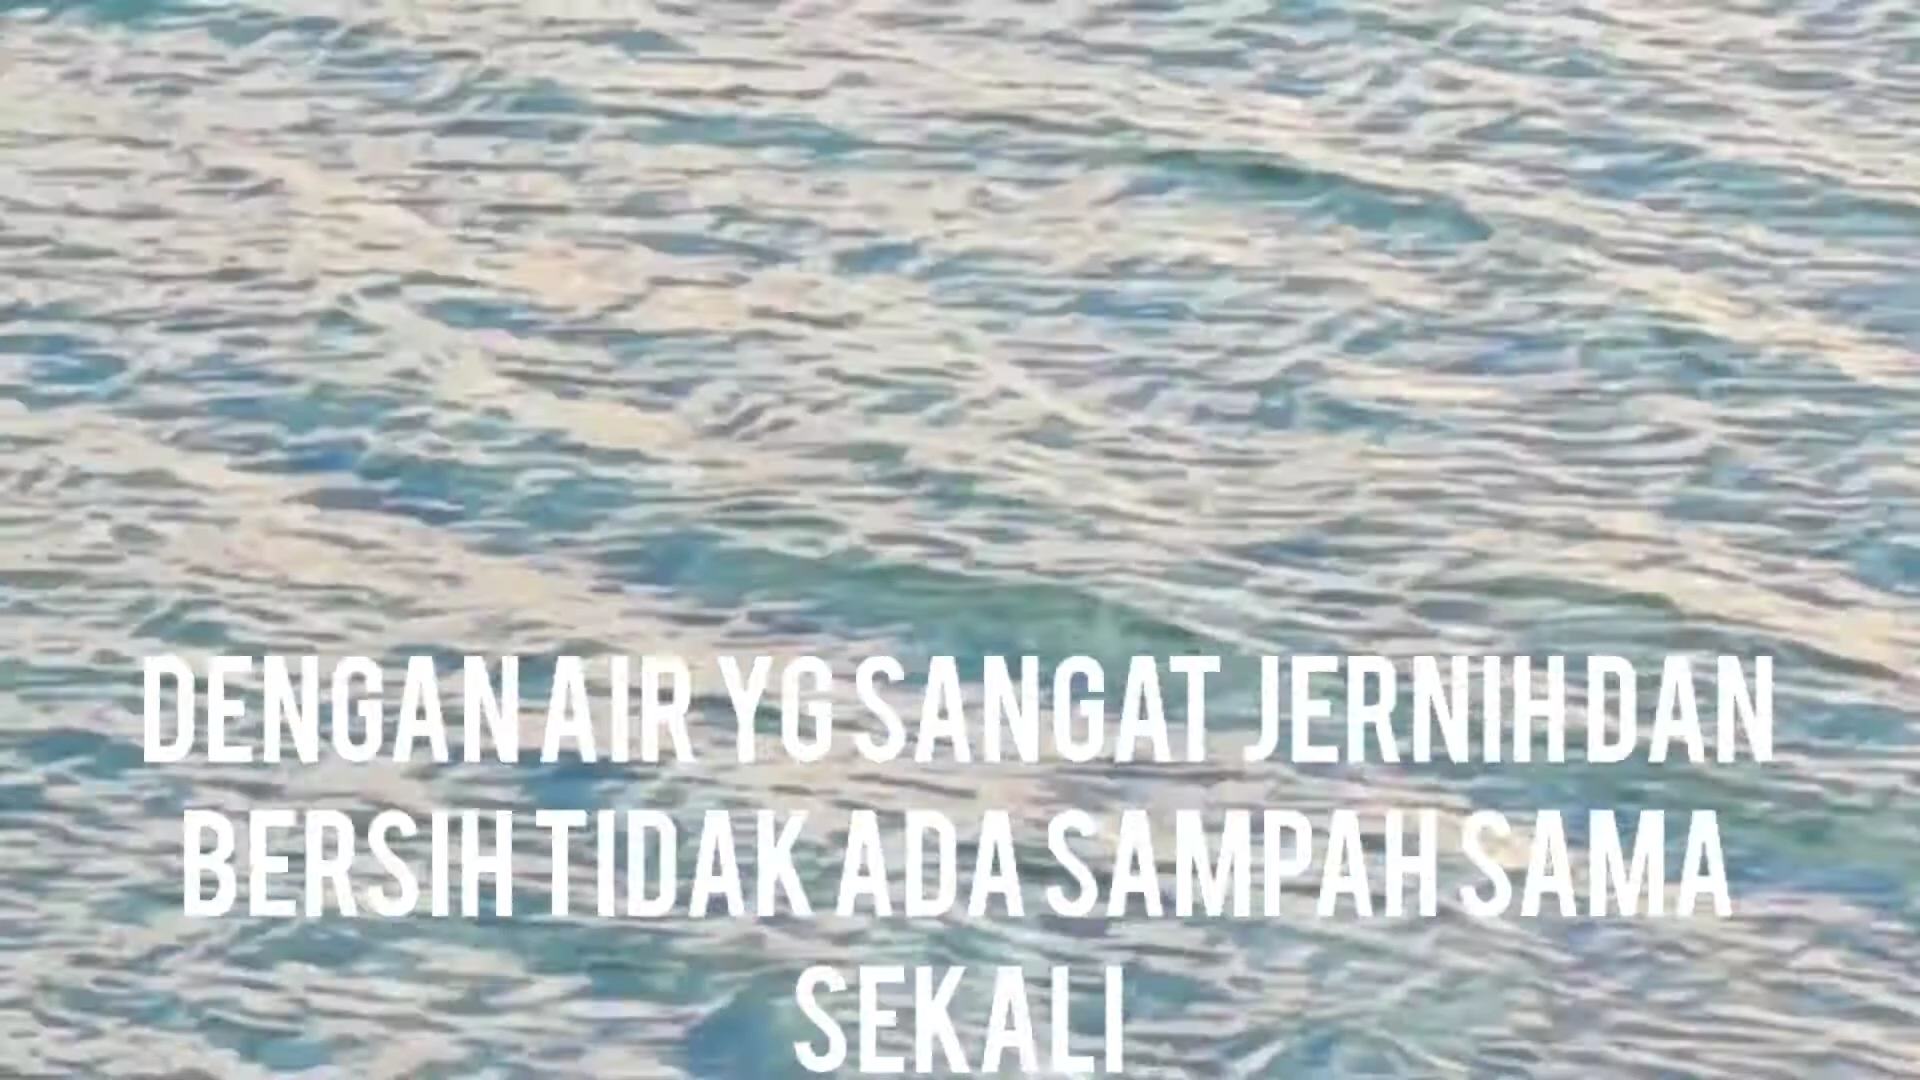 DENGAN AIR YG SANGAT JERNIH DAN
BERSIH TIDAK ADA SAMPAH SAMA
SEKALI